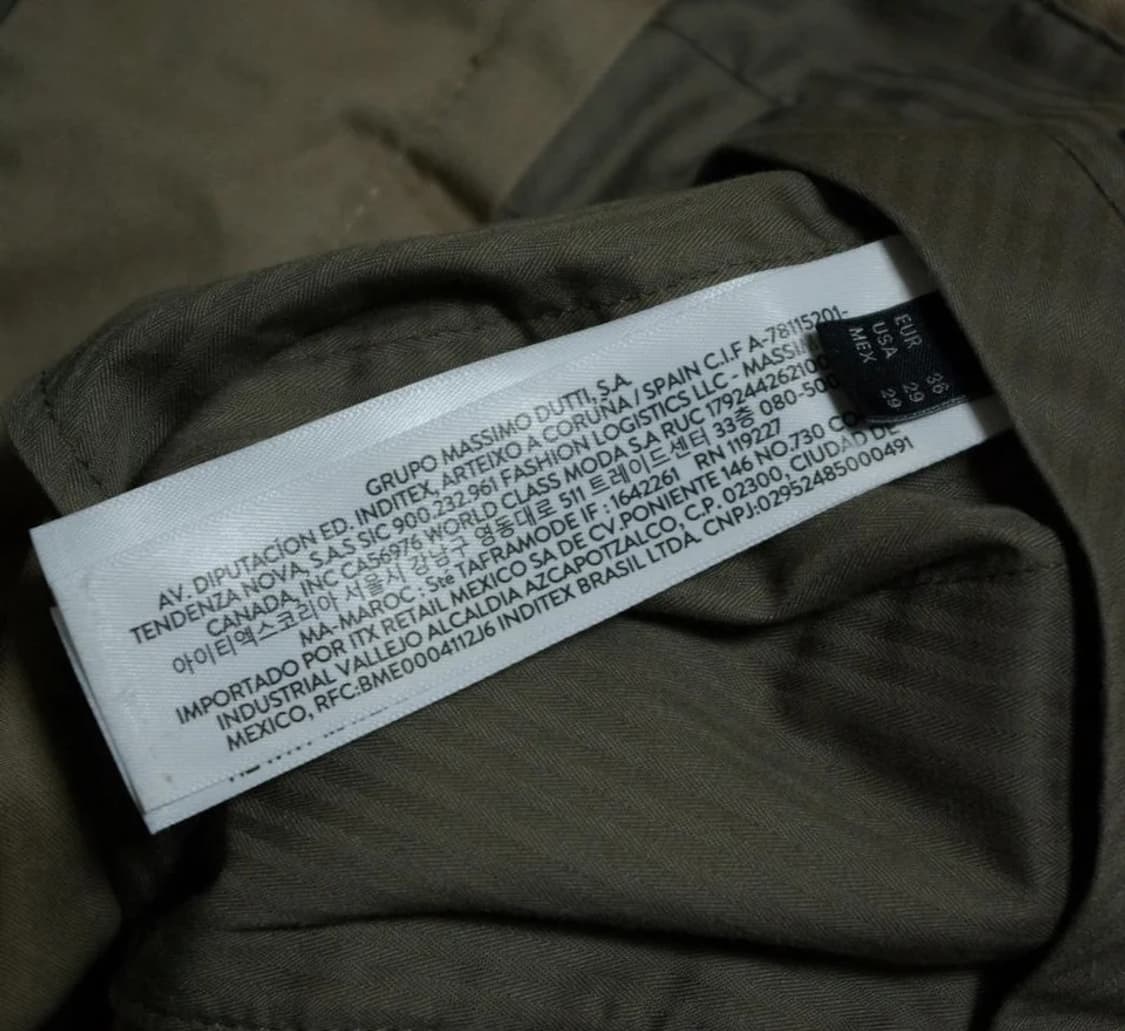 GRUPO MASSIMO DUTTI, S.A.
AV. DIPUTACÍON ED. INDITEX, ARTEIXO A CORUÑA / SPAIN C.I.F A-78115201-
TENDENZA NOVA, S.A.S SIC 900.232.961 FASHION LOGISTICS LLC -
CANADA, INC CA56976 WORLD CLASS MODA S.A RUC 1792442621001
아이티엑스코리아 서울시 강남구 영동대로 511 트레이드센터 33층
MA-MAROC : Ste TAFRAMODE IF : 1642261 RN 119227
IMPORTADO POR ITX RETAIL MEXICO SA DE CV.PONIENTE 146 NO.730
INDUSTRIAL VALLEJO ALCALDIA AZCAPOTZALCO, C.P. 02300, CIUDAD DE
MEXICO, RFC:BME0004112J6 INDITEX BRASIL LTDA. CNPJ:02952485000491
EUR 36
USA 29
MEX 29